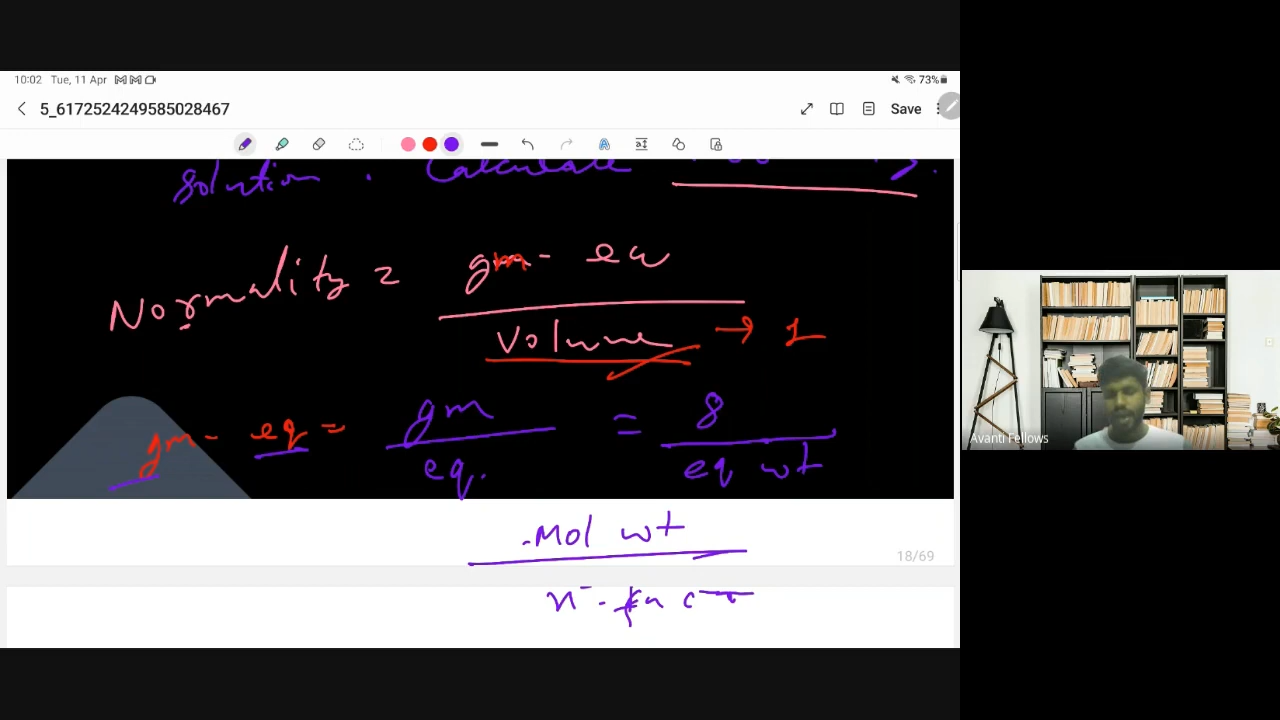 10:02 Tue, 11 Apr 73%
5_6172524249585028467 Save
solution. Calculate
Normality = gm- eq
Volume → 1
gm- eq = gm = 8
eq. eq wt
Mol wt
18/69
n-
Avanti Fellows